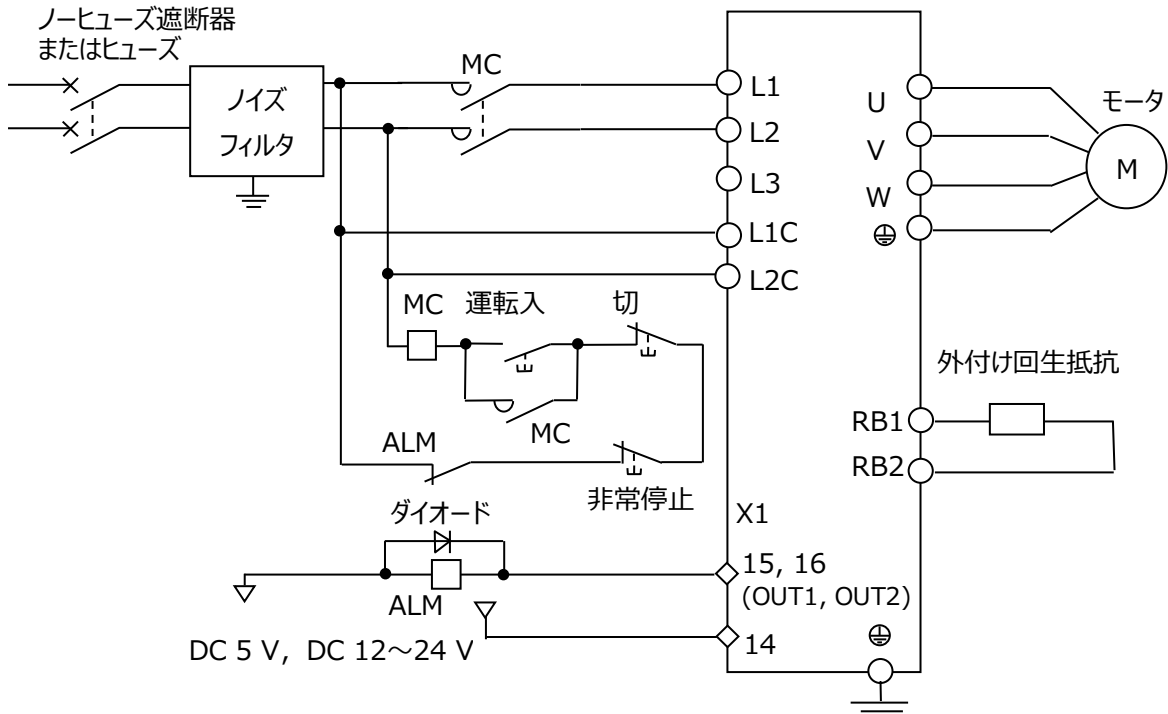 ノーヒューズ遮断器
またはヒューズ
ノイズ
フィルタ
MC
L1
L2
L3
L1C
L2C
U
V
W
モータ
M
MC
運転入
切
MC
ALM
非常停止
外付け回生抵抗
RB1
RB2
X1
ダイオード
ALM
15, 16
(OUT1, OUT2)
14
DC 5 V, DC 12～24 V